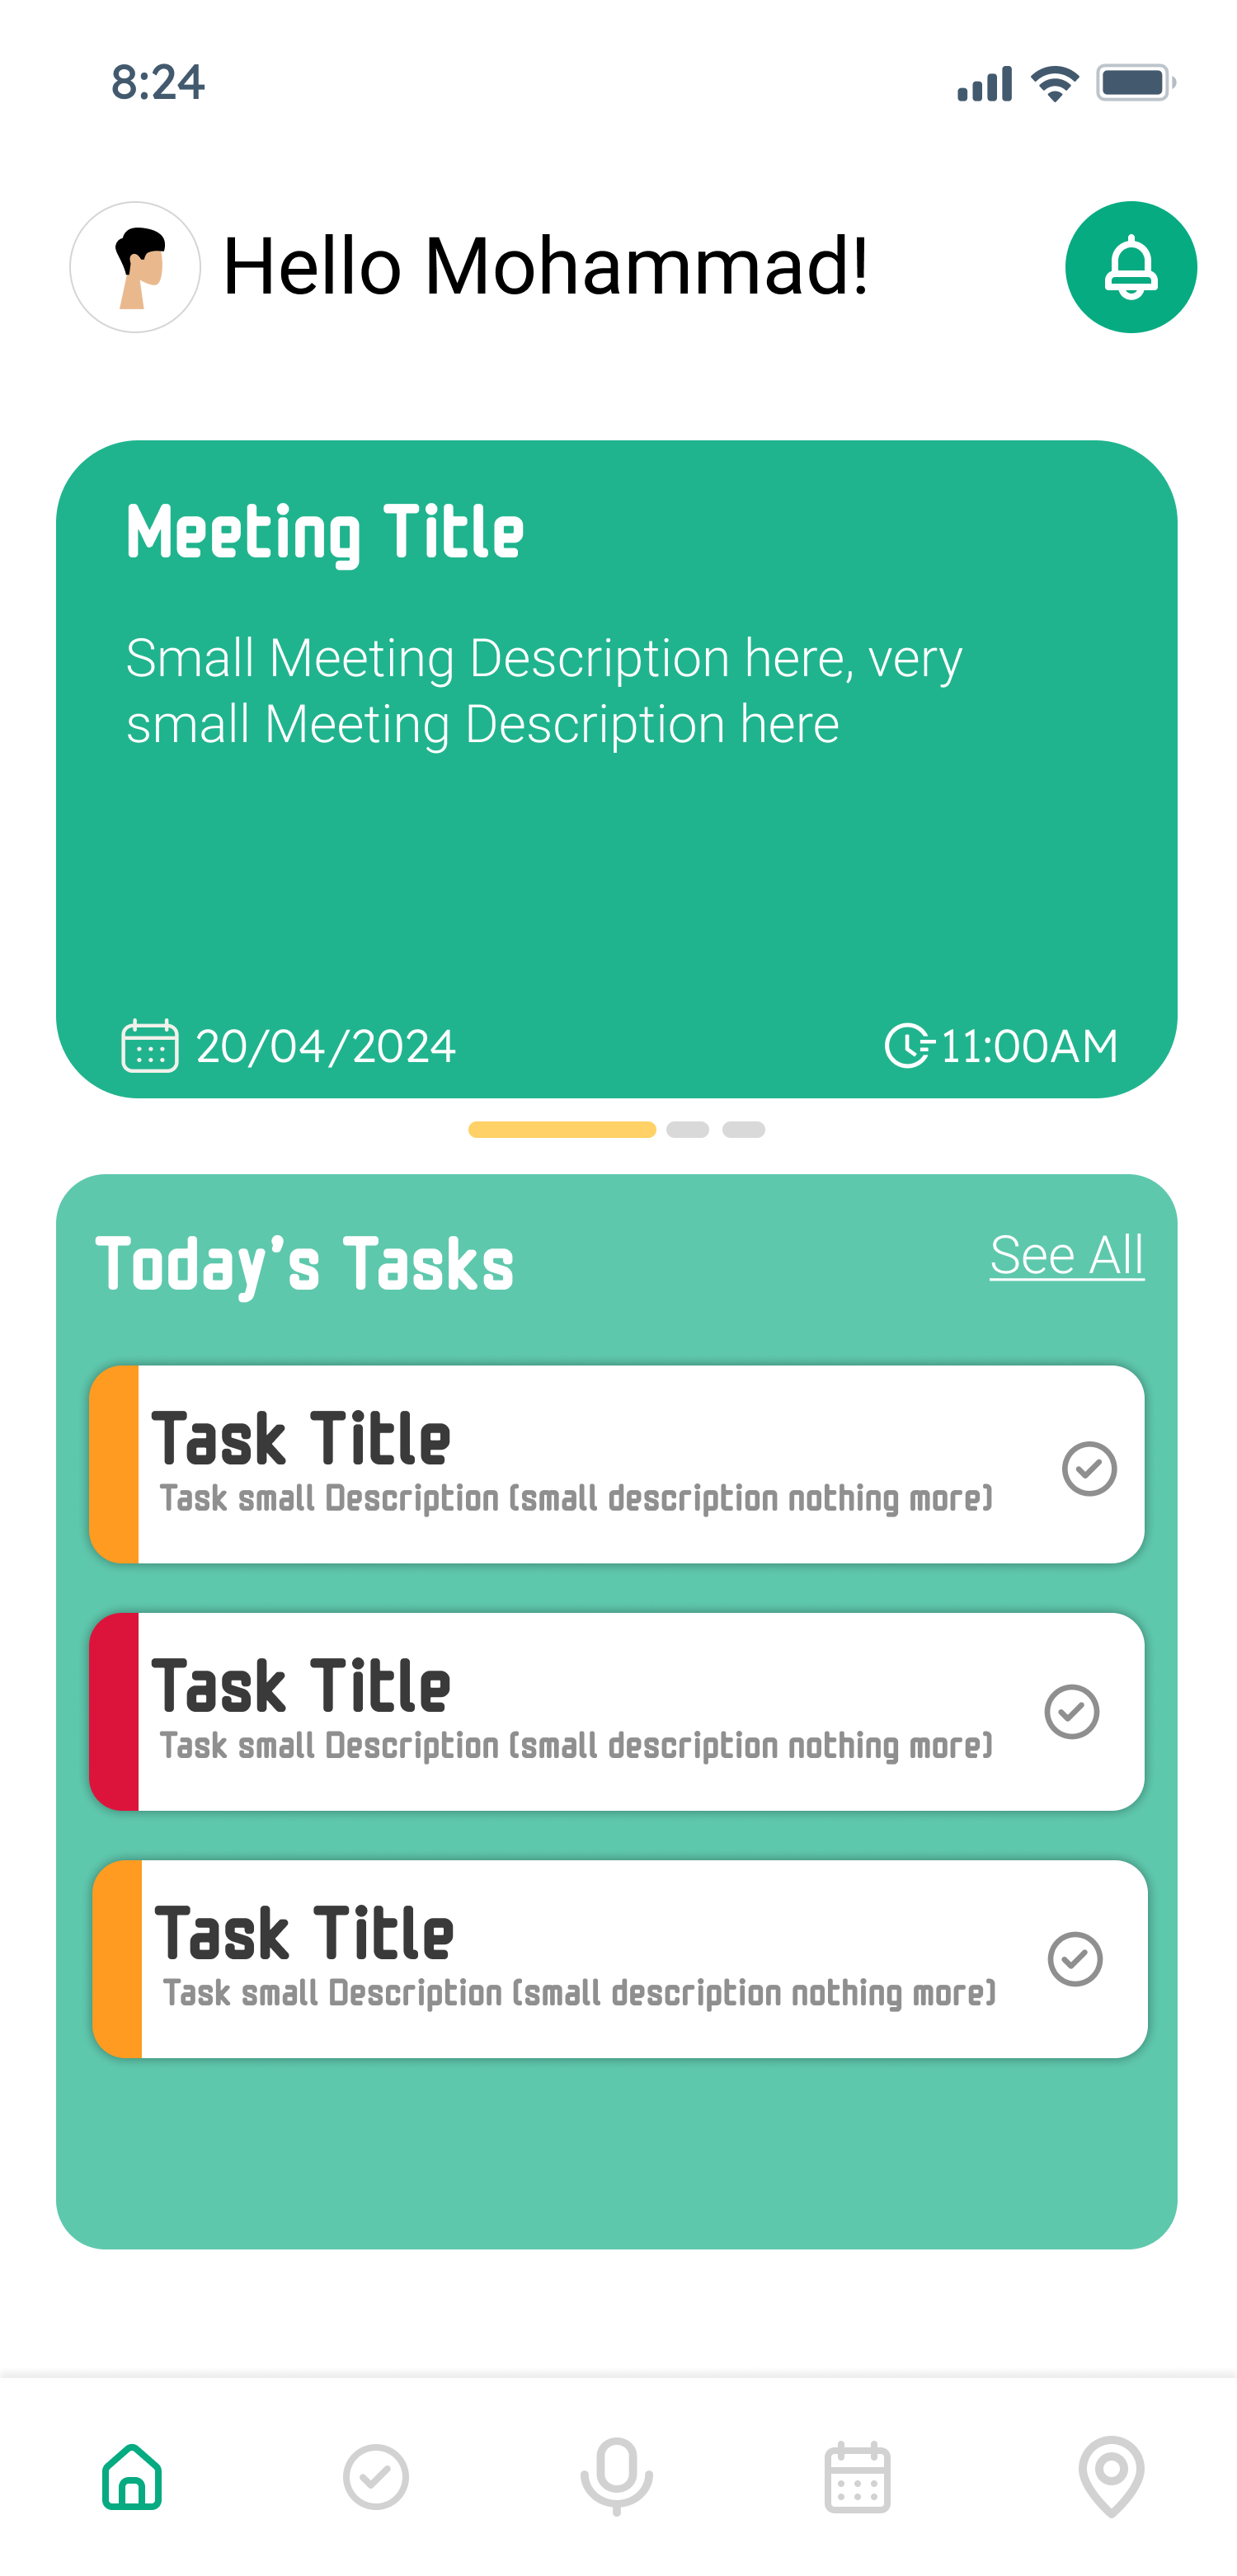 8:24
Hello Mohammad!
Meeting Title
Small Meeting Description here, very
small Meeting Description here
20/04/2024
11:00AM
Today's Tasks
See All
Task Title
Task small Description (small description nothing more)
Task Title
Task small Description (small description nothing more)
Task Title
Task small Description (small description nothing more)